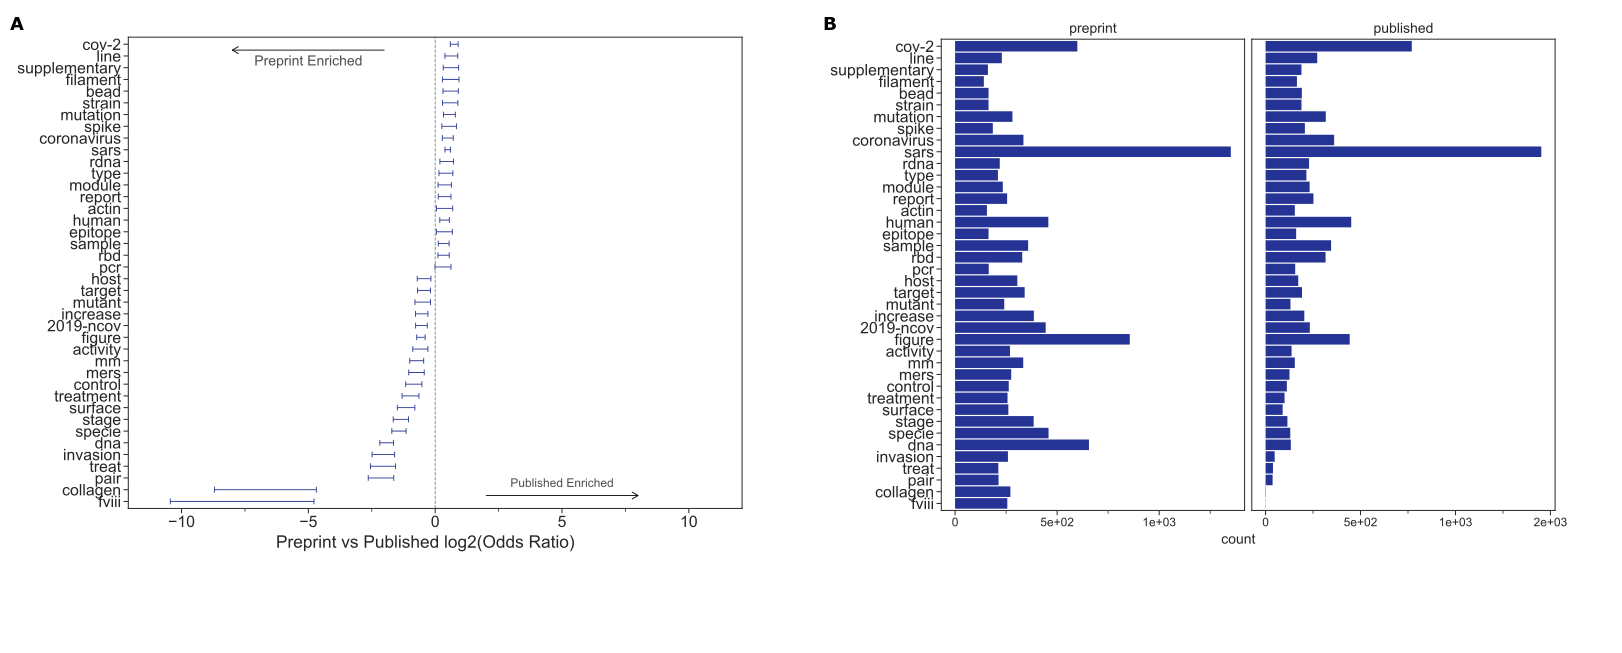 A
cov-2
line
supplementary
filament
bead
strain
mutation
spike
coronavirus
sars
rdna
type
module
report
actin
human
epitope
sample
rbd
pcr
host
target
mutant
increase
2019-ncov
figure
activity
mm
mers
control
treatment
surface
stage
specie
dna
invasion
treat
pair
collagen
fviii
Preprint Enriched
Published Enriched
−10 −5 0 5 10
Preprint vs Published log2(Odds Ratio)
B
preprint published
cov-2
line
supplementary
filament
bead
strain
mutation
spike
coronavirus
sars
rdna
type
module
report
actin
human
epitope
sample
rbd
pcr
host
target
mutant
increase
2019-ncov
figure
activity
mm
mers
control
treatment
surface
stage
specie
dna
invasion
treat
pair
collagen
fviii
0 5e+02 1e+03 0 5e+02 1e+03 2e+03
count